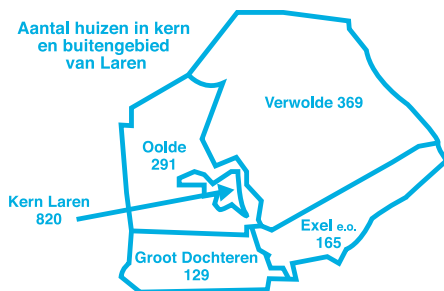 Aantal huizen in kern
en buitengebied
van Laren
Verwolde 369
Oolde
291
Kern Laren
820
Exel e.o.
165
Groot Dochteren
129